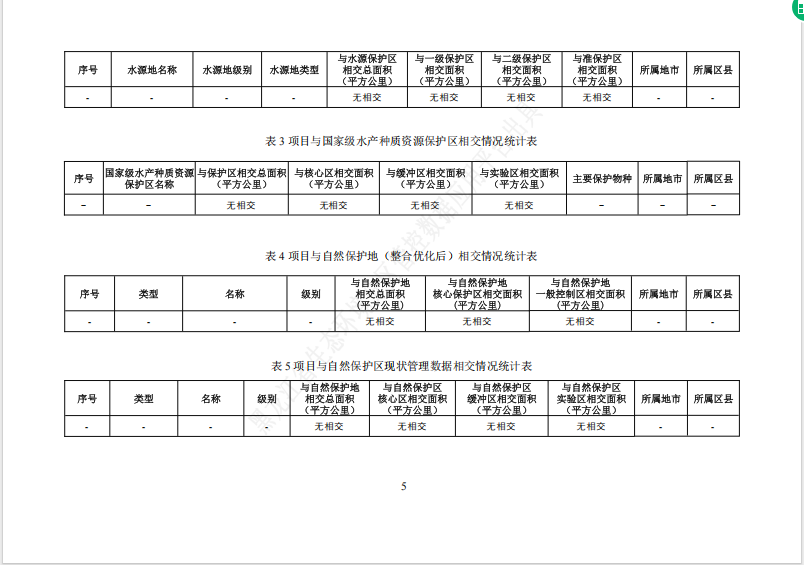 序号 水源地名称 水源地级别 水源地类型 与水源保护区相交总面积（平方公里） 与一级保护区相交面积（平方公里） 与二级保护区相交面积（平方公里） 与准保护区相交面积（平方公里） 所属地市 所属区县
- - - - 无相交 无相交 无相交 无相交 - -
表 3 项目与国家级水产种质资源保护区相交情况统计表
序号 国家级水产种质资源保护区名称 与保护区相交总面积（平方公里） 与核心区相交面积（平方公里） 与缓冲区相交面积（平方公里） 与实验区相交面积（平方公里） 主要保护物种 所属地市 所属区县
– – 无相交 无相交 无相交 无相交 – – –
表 4 项目与自然保护地（整合优化后）相交情况统计表
序号 类型 名称 级别 与自然保护地相交总面积(平方公里) 与自然保护地核心保护区相交面积(平方公里) 与自然保护地一般控制区相交面积(平方公里) 所属地市 所属区县
- - - - 无相交 无相交 无相交 - -
表 5 项目与自然保护区现状管理数据相交情况统计表
序号 类型 名称 级别 与自然保护地相交总面积（平方公里） 与自然保护区核心区相交面积（平方公里） 与自然保护区缓冲区相交面积（平方公里） 与自然保护区实验区相交面积（平方公里） 所属地市 所属区县
- - - - 无相交 无相交 无相交 无相交 - -
5